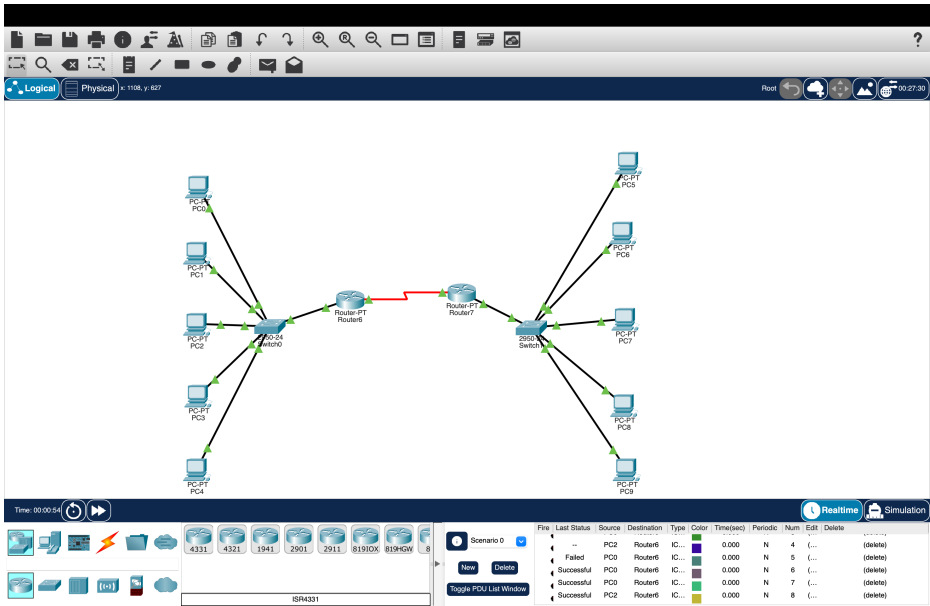 ?
Logical
Physical
x: 1108, y: 627
Root
00:27:30
PC-PT
PC0
PC-PT
PC1
PC-PT
PC2
PC-PT
PC3
PC-PT
PC4
2950-24
Switch0
Router-PT
Router6
Router-PT
Router7
2950-24
PC-PT
PC5
PC-PT
PC6
PC-PT
PC7
PC-PT
PC8
PC-PT
PC9
Time: 00:00:54
Realtime
Simulation
4331 4321 1941 2901 2911 819IOX 819HGW 8
ISR4331
Scenario 0
New Delete
Toggle PDU List Window
Fire Last Status Source Destination Type Color Time(sec) Periodic Num Edit Delete
-- PC2 Router6 IC... 0.000 N 4 (... (delete)
Failed PC0 Router6 IC... 0.000 N 5 (... (delete)
Successful PC0 Router6 IC... 0.000 N 6 (... (delete)
Successful PC0 Router6 IC... 0.000 N 7 (... (delete)
Successful PC2 Router6 IC... 0.000 N 8 (... (delete)